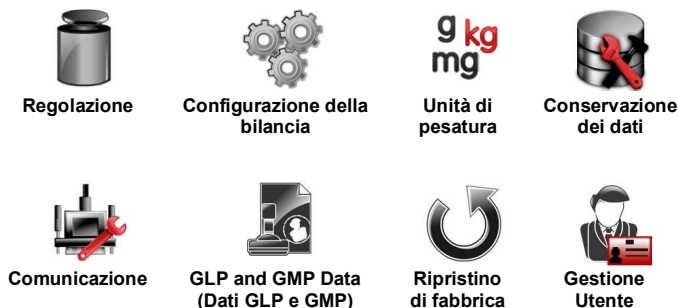 g kg
mg
Regolazione
Configurazione della
bilancia
Unità di
pesatura
Conservazione
dei dati
Comunicazione
GLP and GMP Data
(Dati GLP e GMP)
Ripristino
di fabbrica
Gestione
Utente